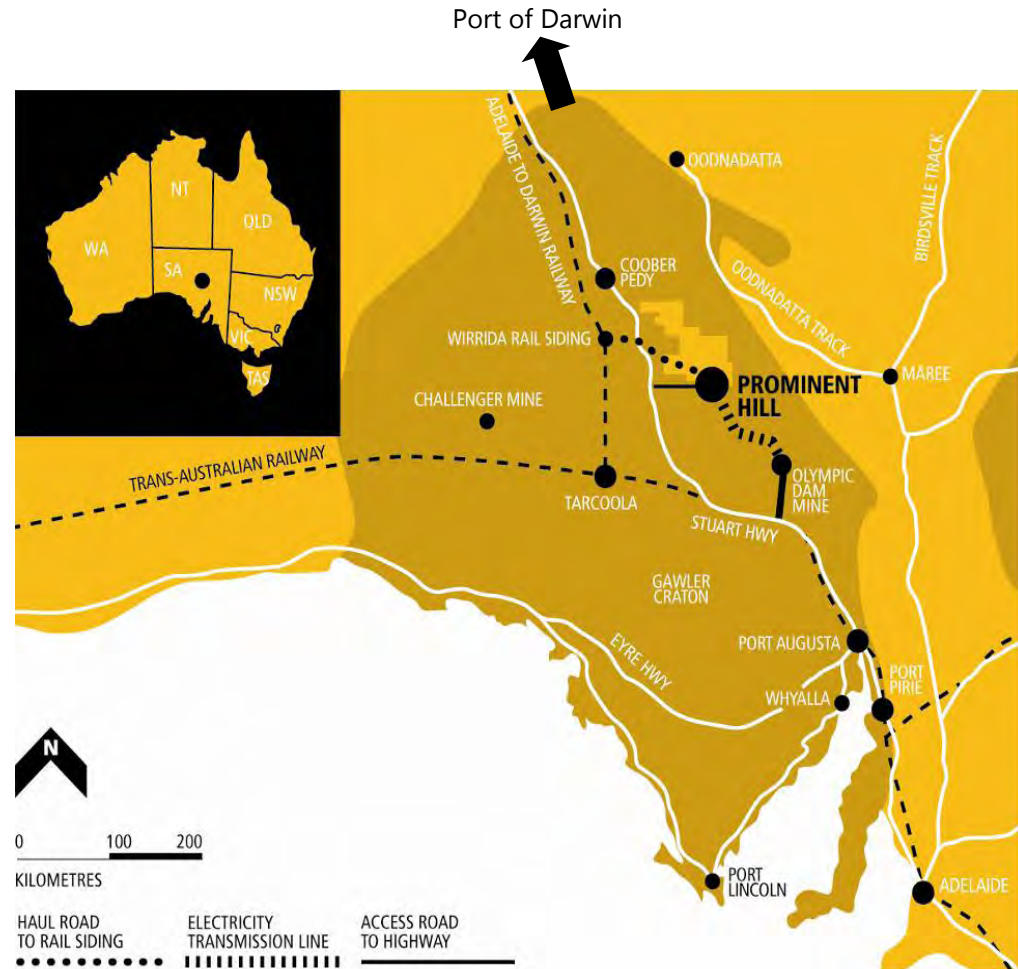 Port of Darwin
WA
NT
QLD
SA
NSW
VIC
TAS
ADELAIDE TO DARWIN RAILWAY
OODNADATTA
BIRDSVILLE TRACK
COOBER
PEDY
OODNADATTA TRACK
WIRRIDA RAIL SIDING
MAREE
PROMINENT
HILL
CHALLENGER MINE
TRANS-AUSTRALIAN RAILWAY
TARCOOLA
OLYMPIC
DAM
MINE
STUART HWY
GAWLER
CRATON
EYRE HWY
PORT AUGUSTA
PORT
PIRIE
WHYALLA
N
0 100 200
KILOMETRES
PORT
LINCOLN
ADELAIDE
HAUL ROAD
TO RAIL SIDING
ELECTRICITY
TRANSMISSION LINE
ACCESS ROAD
TO HIGHWAY